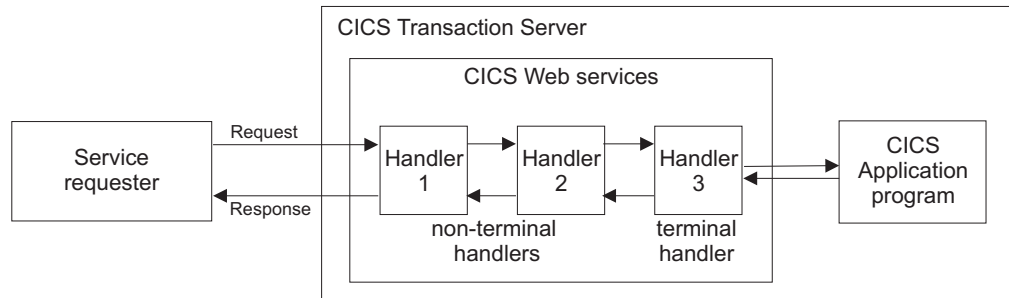 CICS Transaction Server
CICS Web services
Request
Service
requester
Response
Handler
1
Handler
2
Handler
3
CICS
Application
program
non-terminal
handlers
terminal
handler